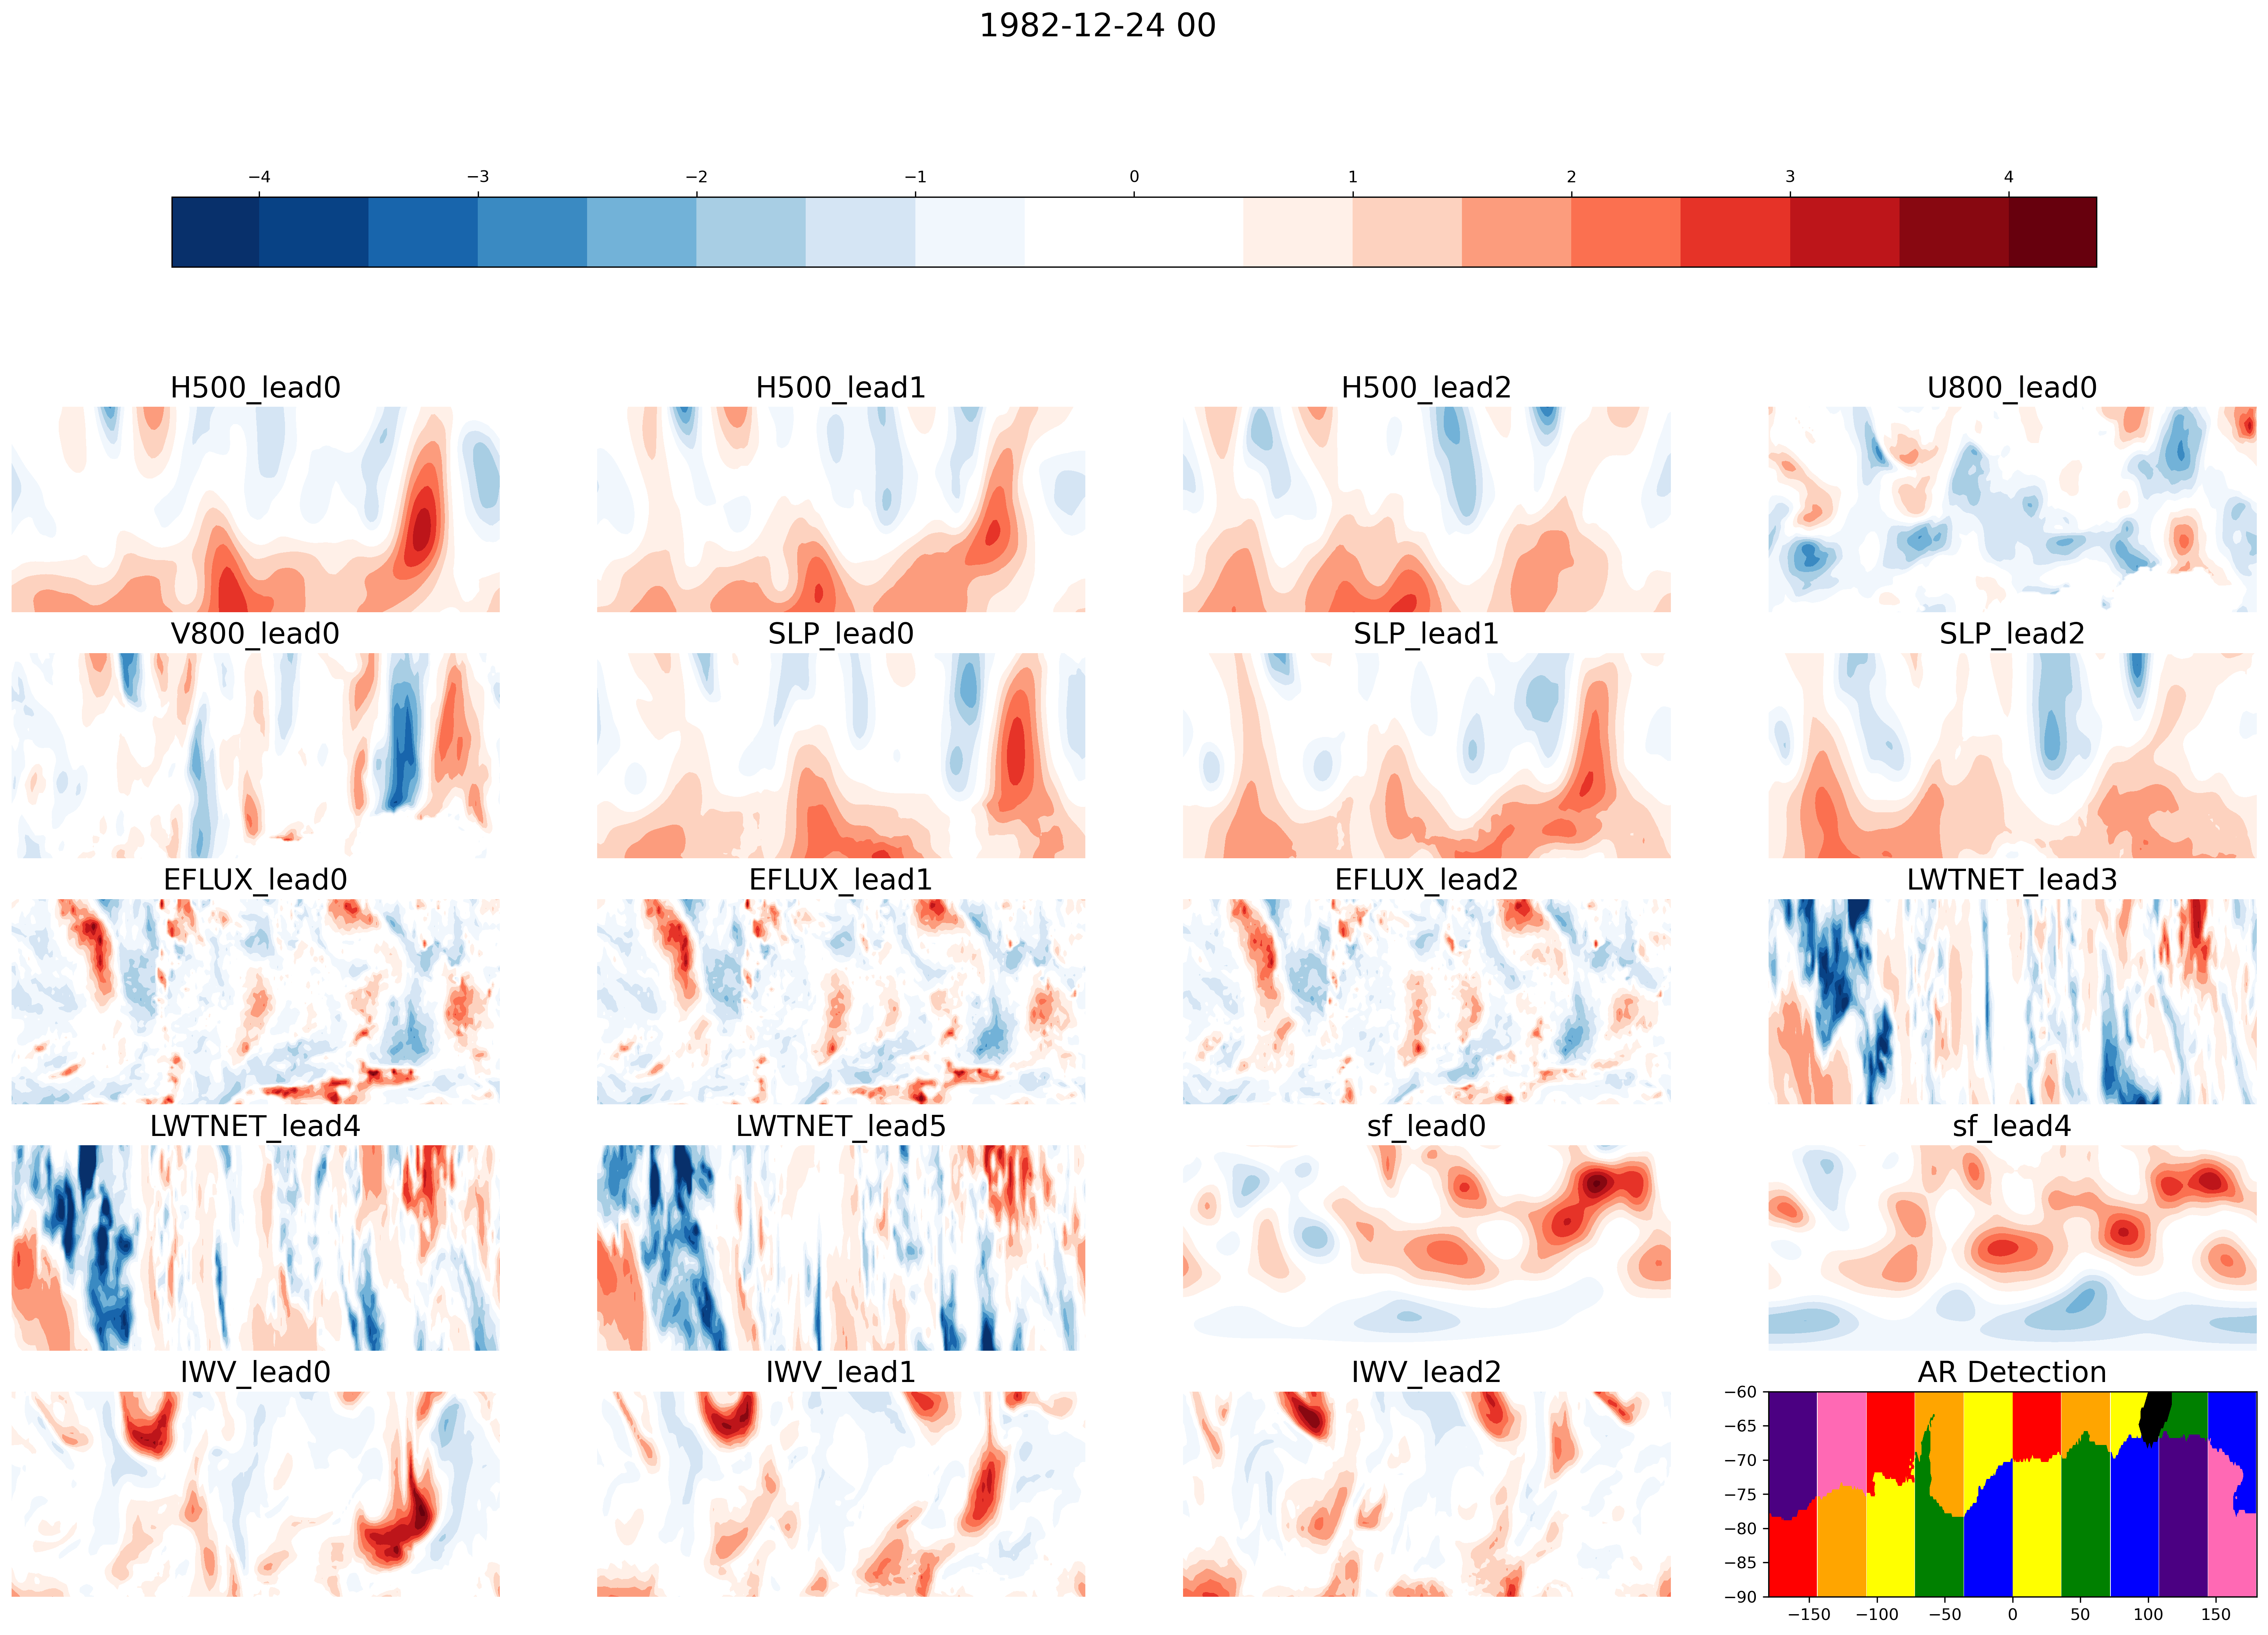 1982-12-24 00
−4 −3 −2 −1 0 1 2 3 4
H500_lead0 H500_lead1 H500_lead2 U800_lead0
V800_lead0 SLP_lead0 SLP_lead1 SLP_lead2
EFLUX_lead0 EFLUX_lead1 EFLUX_lead2 LWTNET_lead3
LWTNET_lead4 LWTNET_lead5 sf_lead0 sf_lead4
IWV_lead0 IWV_lead1 IWV_lead2 AR Detection
−60
−65
−70
−75
−80
−85
−90
−150 −100 −50 0 50 100 150